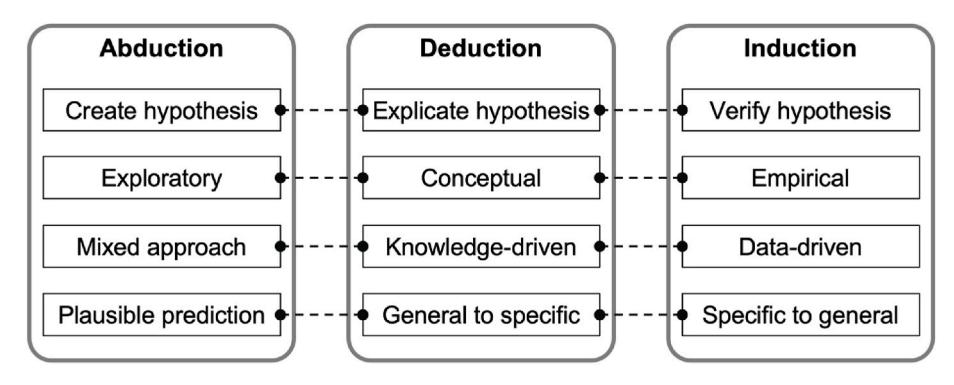 Abduction
Deduction
Induction
Create hypothesis
Explicate hypothesis
Verify hypothesis
Exploratory
Conceptual
Empirical
Mixed approach
Knowledge-driven
Data-driven
Plausible prediction
General to specific
Specific to general